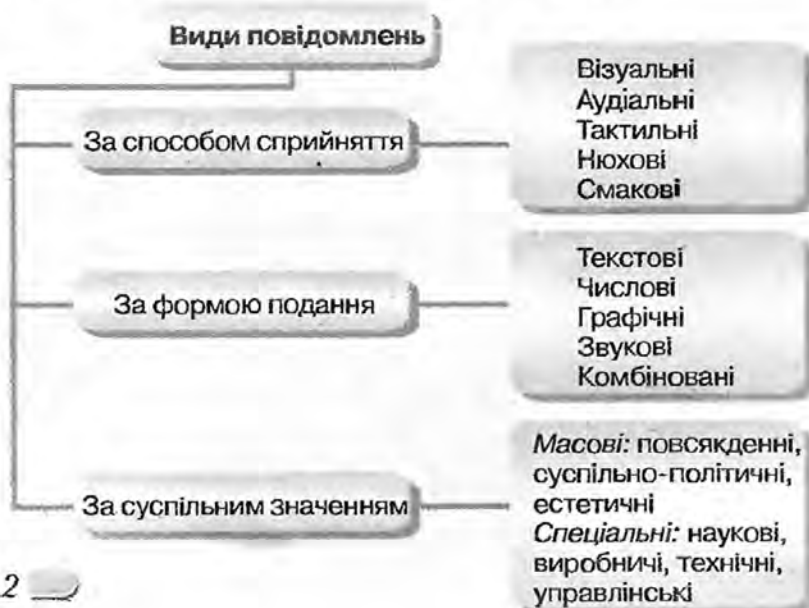 Види повідомлень
За способом сприйняття
Візуальні
Аудіальні
Тактильні
Нюхові
Смакові
За формою подання
Текстові
Числові
Графічні
Звукові
Комбіновані
За суспільним значенням
Масові: повсякденні,
суспільно-політичні,
естетичні
Спеціальні: наукові,
виробничі, технічні,
управлінські
2